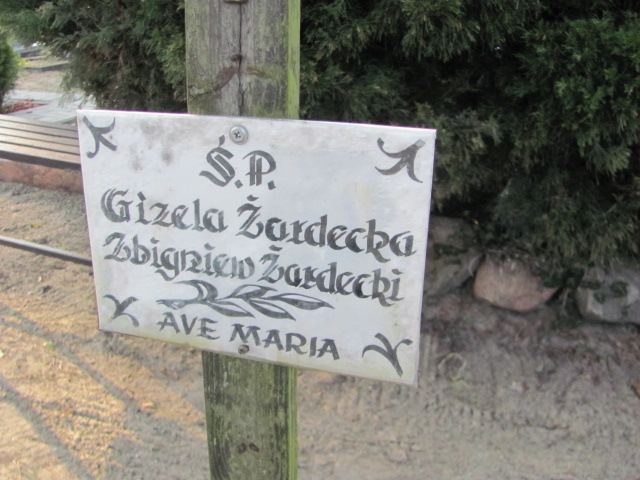 Ś.P.
Gizela Żardecka
Zbigniew Żardecki
AVE MARIA